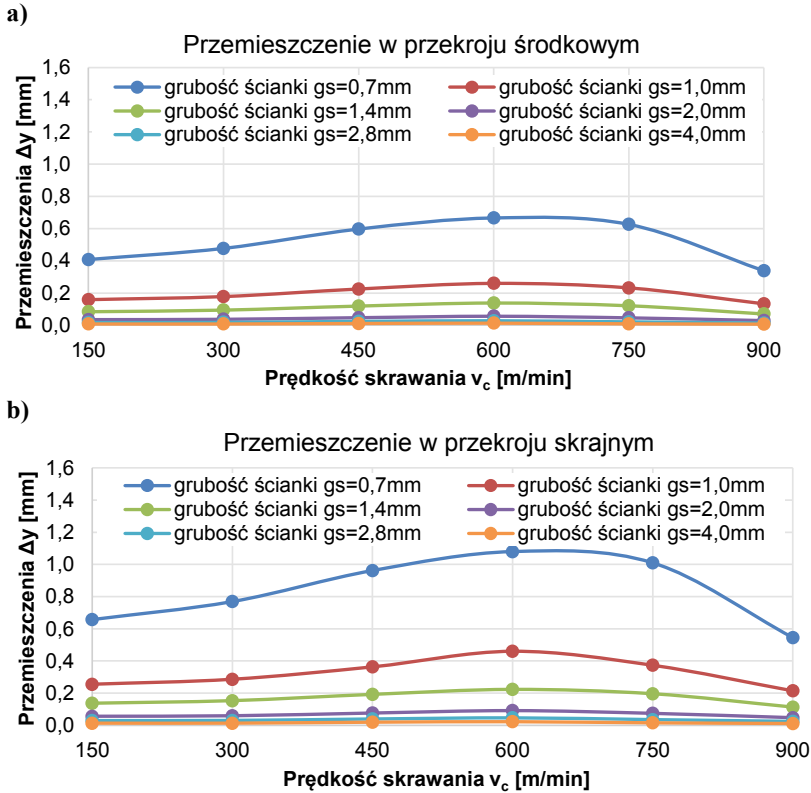 a)
Przemieszczenie w przekroju środkowym
1,6
1,4
1,2
1,0
0,8
0,6
0,4
0,2
0,0
Przemieszczenia Δy [mm]
grubość ścianki gs=0,7mm
grubość ścianki gs=1,0mm
grubość ścianki gs=1,4mm
grubość ścianki gs=2,0mm
grubość ścianki gs=2,8mm
grubość ścianki gs=4,0mm
150 300 450 600 750 900
Prędkość skrawania vc [m/min]
b)
Przemieszczenie w przekroju skrajnym
1,6
1,4
1,2
1,0
0,8
0,6
0,4
0,2
0,0
Przemieszczenia Δy [mm]
grubość ścianki gs=0,7mm
grubość ścianki gs=1,0mm
grubość ścianki gs=1,4mm
grubość ścianki gs=2,0mm
grubość ścianki gs=2,8mm
grubość ścianki gs=4,0mm
150 300 450 600 750 900
Prędkość skrawania vc [m/min]